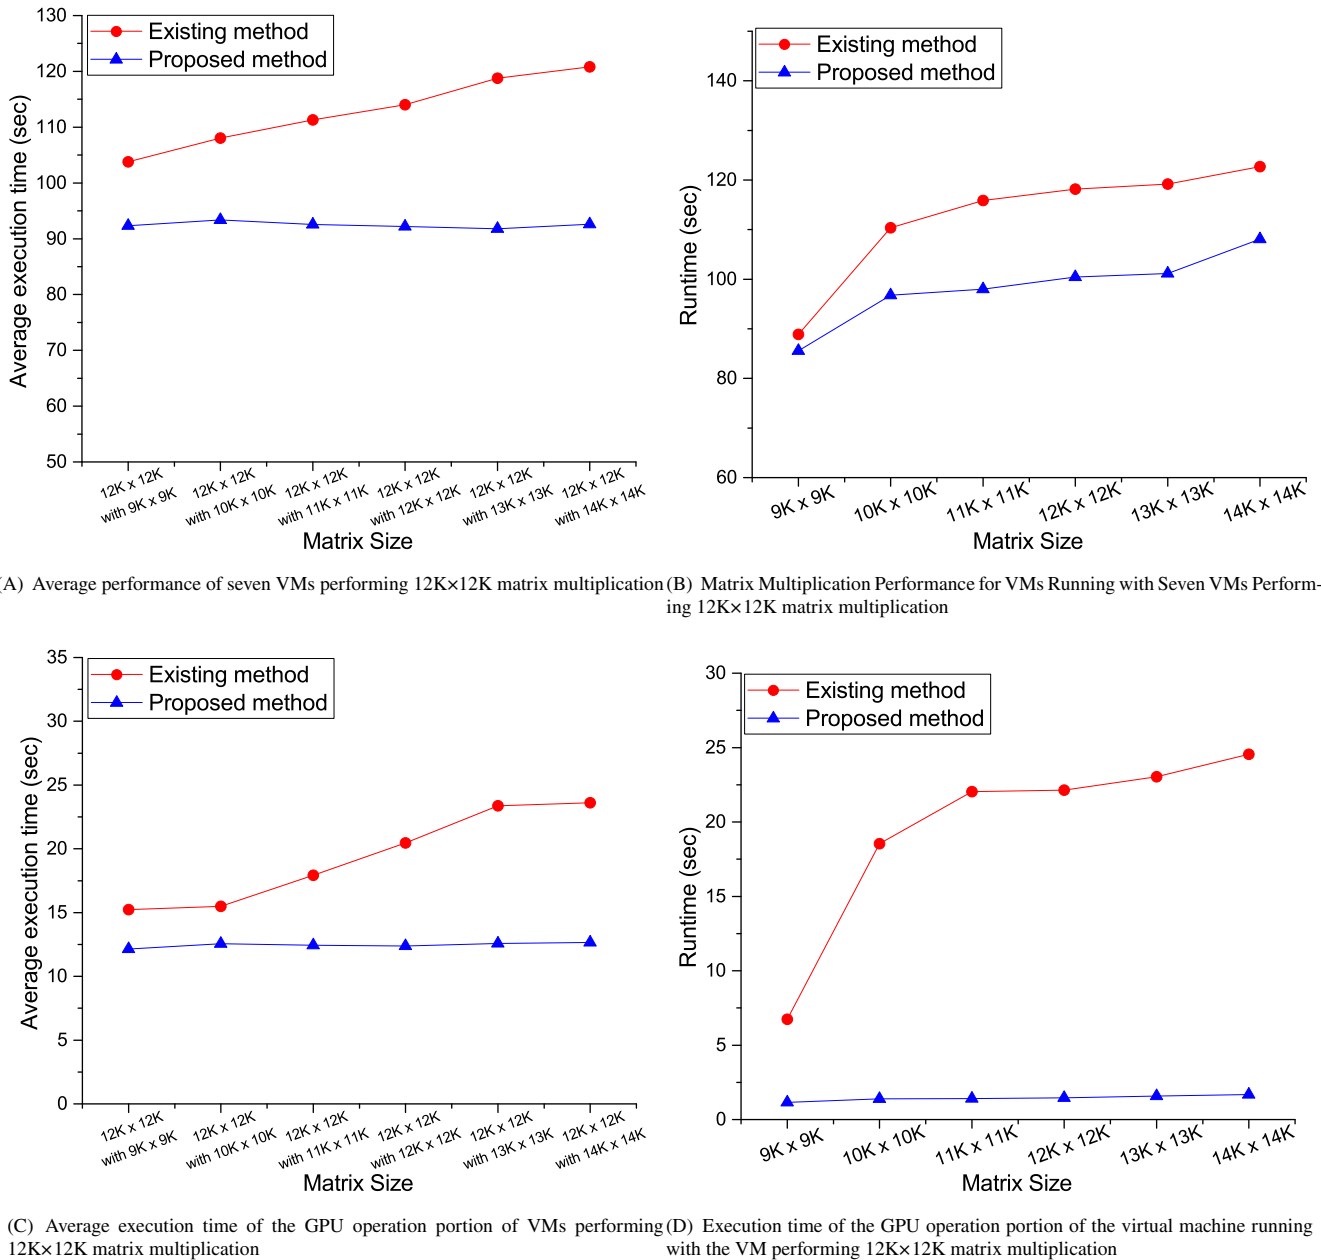 130
120
110
100
90
80
70
60
50
Average execution time (sec)
Existing method
Proposed method
12K x 12K
with 9K x 9K
12K x 12K
with 10K x 10K
12K x 12K
with 11K x 11K
12K x 12K
with 12K x 12K
12K x 12K
with 13K x 13K
12K x 12K
with 14K x 14K
Matrix Size
140
120
100
80
60
Runtime (sec)
Existing method
Proposed method
9K x 9K
10K x 10K
11K x 11K
12K x 12K
13K x 13K
14K x 14K
Matrix Size
(A) Average performance of seven VMs performing 12K×12K matrix multiplication
(B) Matrix Multiplication Performance for VMs Running with Seven VMs Perform-
ing 12K×12K matrix multiplication
35
30
25
20
15
10
5
0
Average execution time (sec)
Existing method
Proposed method
12K x 12K
with 9K x 9K
12K x 12K
with 10K x 10K
12K x 12K
with 11K x 11K
12K x 12K
with 12K x 12K
12K x 12K
with 13K x 13K
12K x 12K
with 14K x 14K
Matrix Size
30
25
20
15
10
5
0
Runtime (sec)
Existing method
Proposed method
9K x 9K
10K x 10K
11K x 11K
12K x 12K
13K x 13K
14K x 14K
Matrix Size
(C) Average execution time of the GPU operation portion of VMs performing
12K×12K matrix multiplication
(D) Execution time of the GPU operation portion of the virtual machine running
with the VM performing 12K×12K matrix multiplication